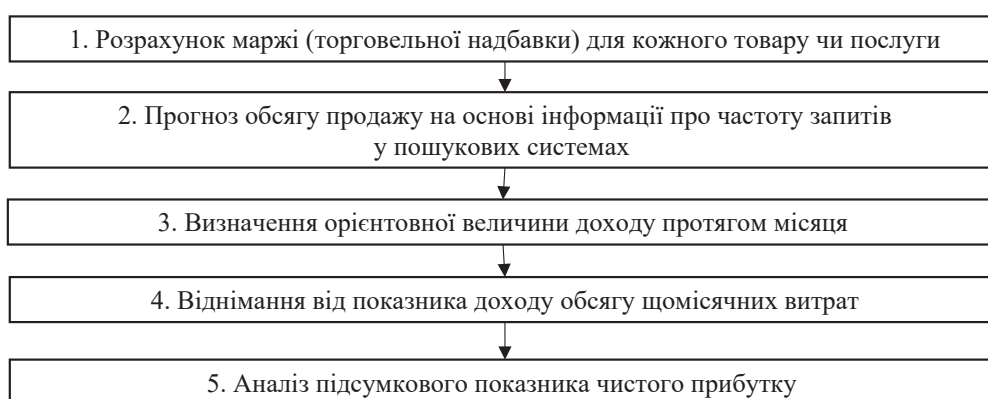 1. Розрахунок маржі (торговельної надбавки) для кожного товару чи послуги
2. Прогноз обсягу продажу на основі інформації про частоту запитів
у пошукових системах
3. Визначення орієнтовної величини доходу протягом місяця
4. Віднімання від показника доходу обсягу щомісячних витрат
5. Аналіз підсумкового показника чистого прибутку